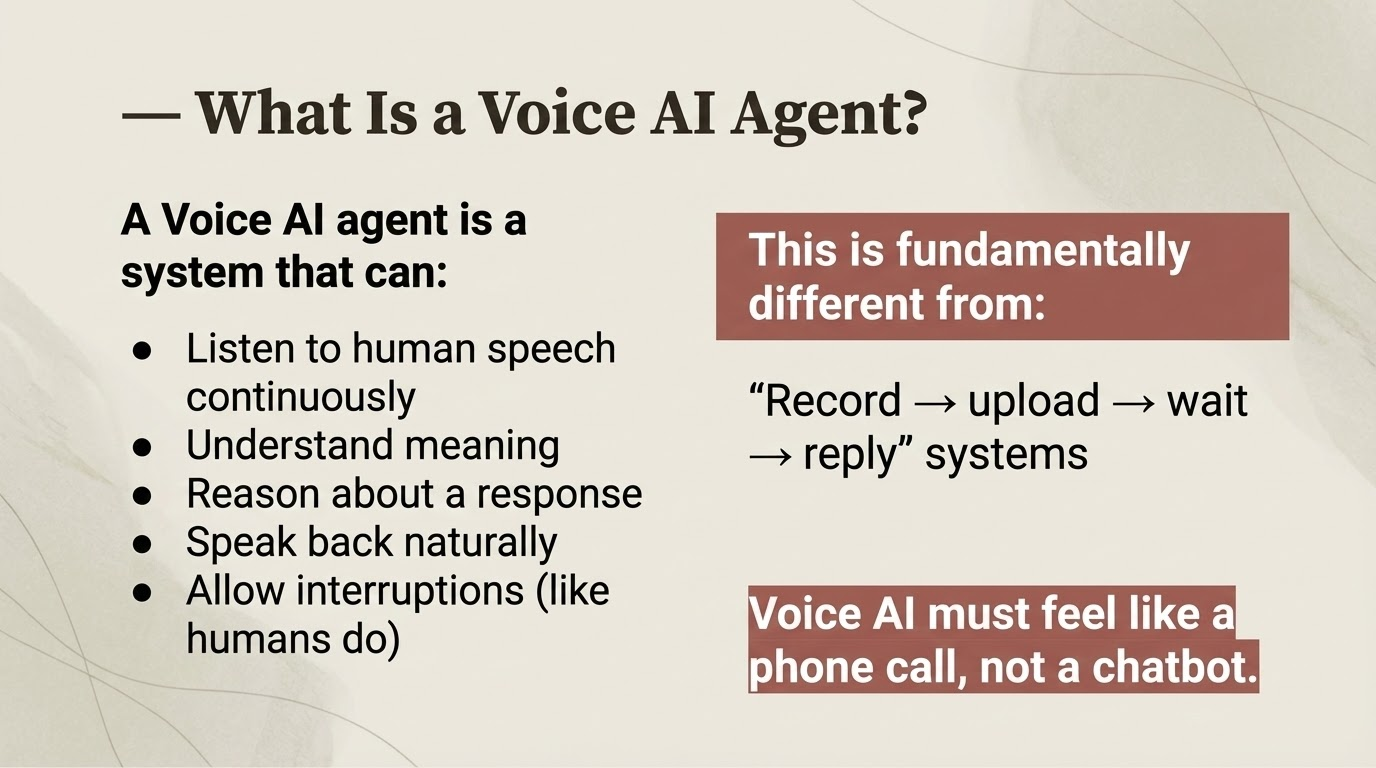 — What Is a Voice AI Agent?
A Voice AI agent is a
system that can:
● Listen to human speech
continuously
● Understand meaning
● Reason about a response
● Speak back naturally
● Allow interruptions (like
humans do)
This is fundamentally
different from:
“Record → upload → wait
→ reply” systems
Voice AI must feel like a
phone call, not a chatbot.